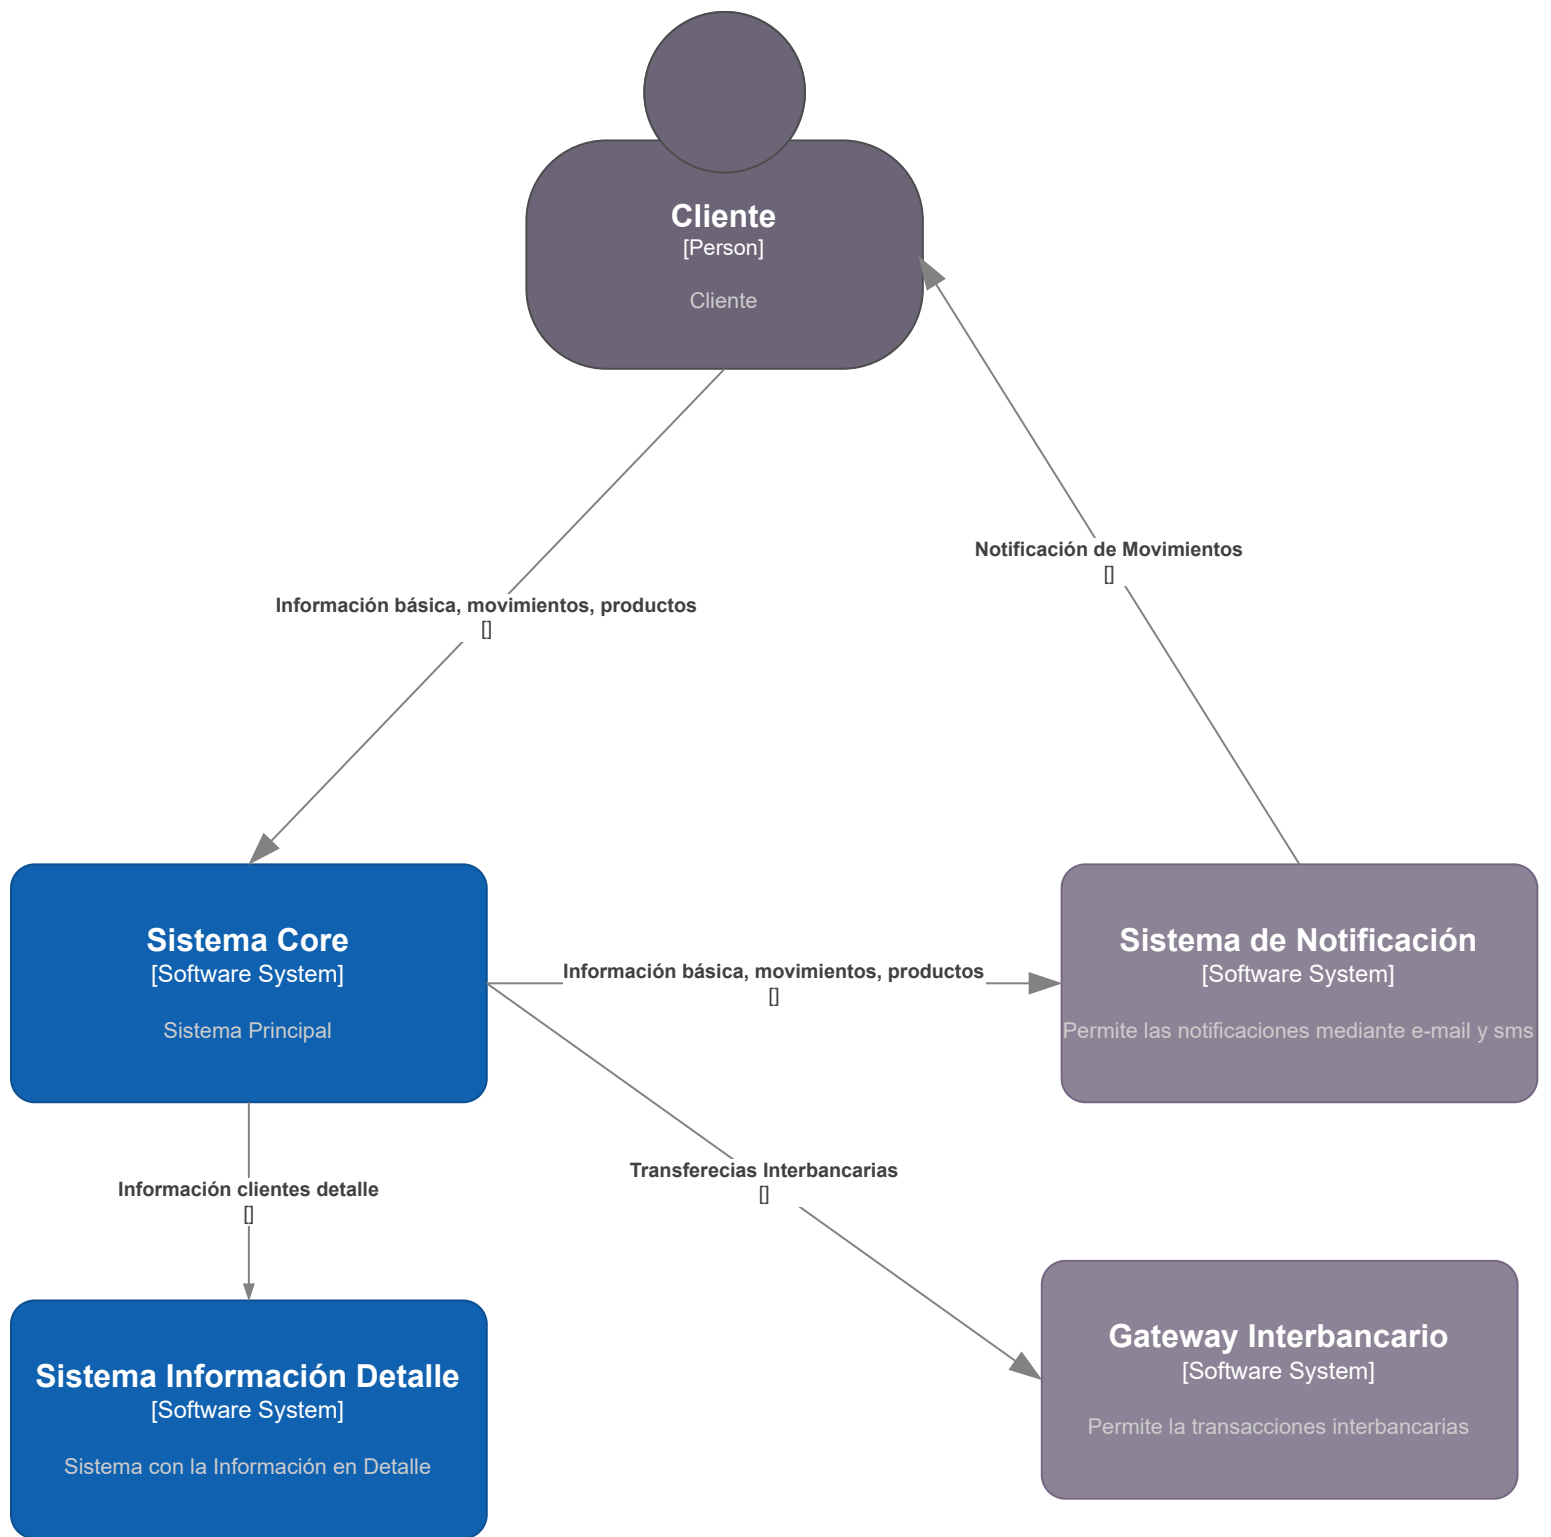 Cliente
[Person]
Cliente
Notificación de Movimientos
[]
Información básica, movimientos, productos
[]
Sistema Core
[Software System]
Sistema Principal
Información básica, movimientos, productos
[]
Sistema de Notificación
[Software System]
Permite las notificaciones mediante e-mail y sms
Transferecias Interbancarias
[]
Información clientes detalle
[]
Gateway Interbancario
[Software System]
Permite la transacciones interbancarias
Sistema Información Detalle
[Software System]
Sistema con la Información en Detalle